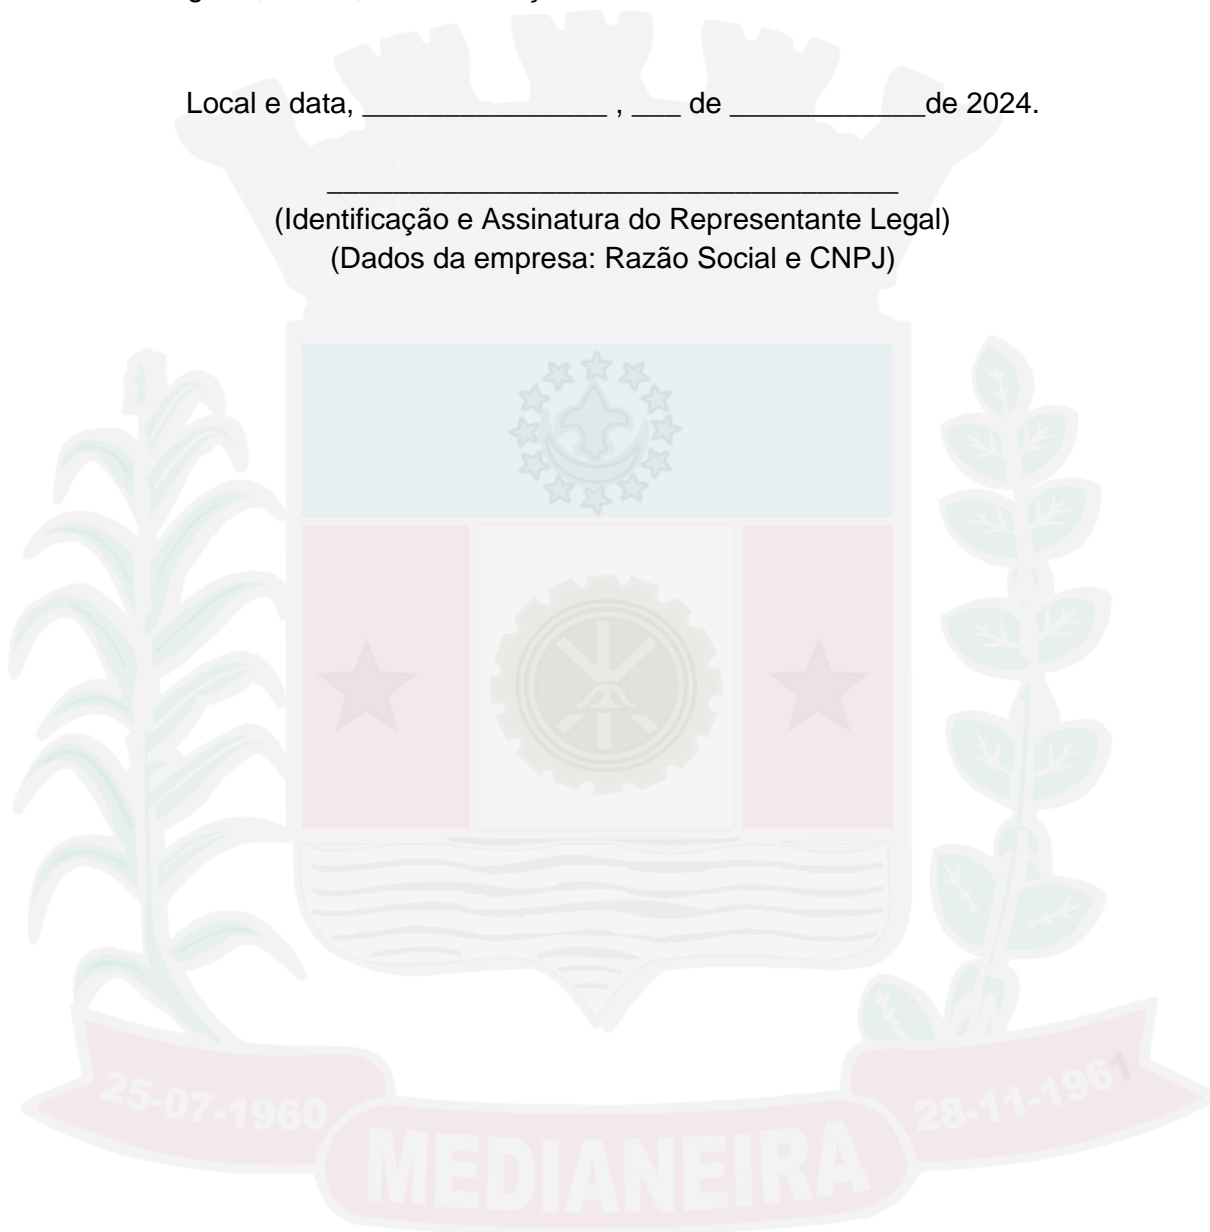 Local e data, _______________ , ___ de ____________de 2024.
___________________________________
(Identificação e Assinatura do Representante Legal)
(Dados da empresa: Razão Social e CNPJ)
25-07-1960
28-11-1961
MEDIANEIRA